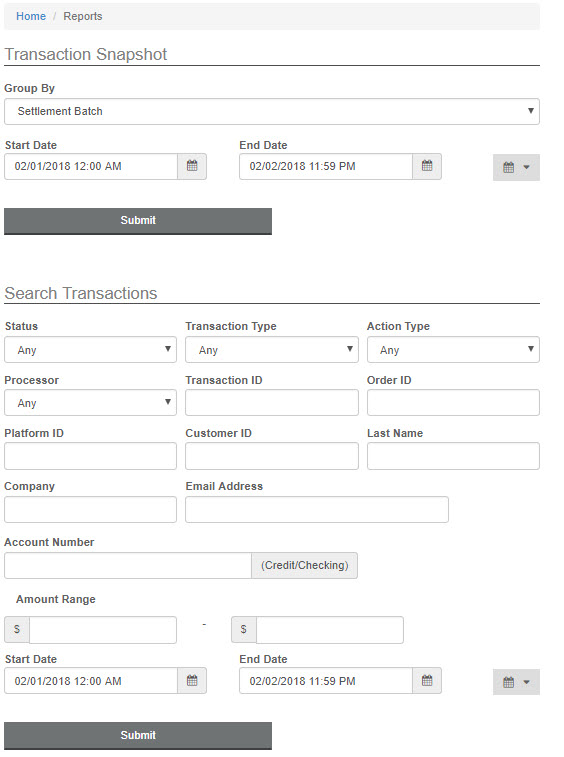 Home / Reports
Transaction Snapshot
Group By
Settlement Batch
Start Date End Date
02/01/2018 12:00 AM 02/02/2018 11:59 PM
Submit
Search Transactions
Status Transaction Type Action Type
Any Any Any
Processor Transaction ID Order ID
Any
Platform ID Customer ID Last Name
Company Email Address
Account Number
(Credit/Checking)
Amount Range
$ - $
Start Date End Date
02/01/2018 12:00 AM 02/02/2018 11:59 PM
Submit